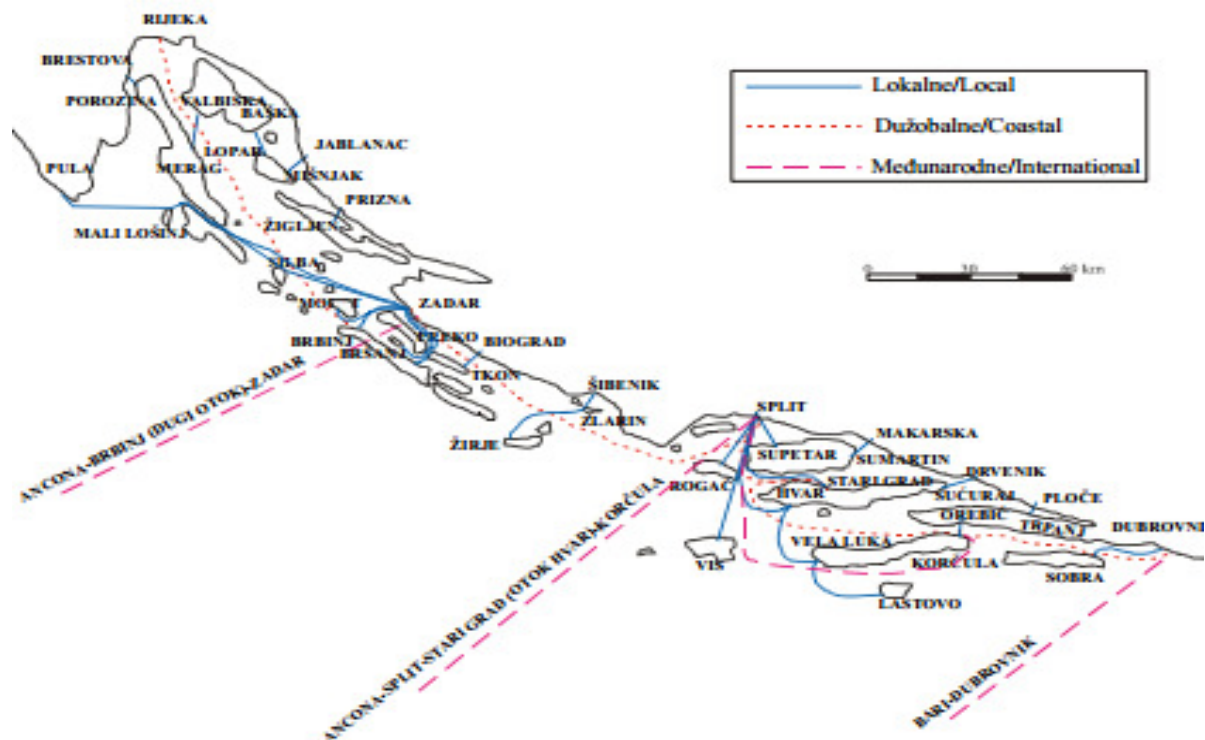 RIJEKA
BRESTOVA
POROZINA
VALBISKA
BAŠKA
LOPAR
JABLANAC
MIŠNJAK
PULA
MERAG
PRIZNA
ŽIGLJEN
MALI LOŠINJ
SILBA
ZADAR
BRBINJ
PREKO
BRŠANJ
BIOGRAD
TKON
ŠIBENIK
ZLARIN
ŽIRJE
SPLIT
MAKARSKA
SUPETAR
SUMARTIN
DRVENIK
ROGAČ
STARI GRAD
HVAR
SUĆURAJ
PLOČE
OREBIĆ
TRPANJ
DUBROVNI
VELA LUKA
VIS
KORČULA
SOBRA
LASTOVO
Lokalne/Local
Dužobalne/Coastal
Međunarodne/International
0 30 60 km
ANCONA-BRBINJ (DUGI OTOK)-ZADAR
ANCONA-SPLIT-STARI GRAD (OTOK HVAR)-KORČULA
BARI-DUBROVNIK